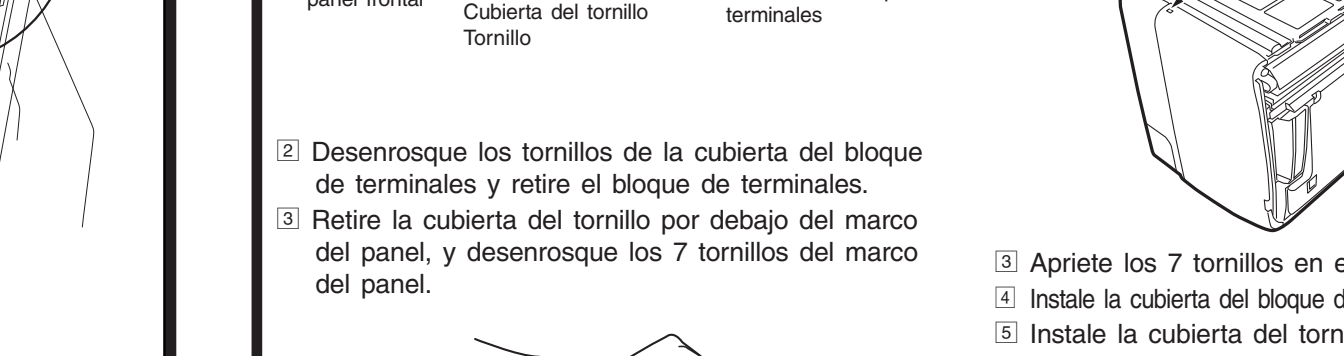 panel frontal
Cubierta del tornillo
Tornillo
terminales
2 Desenrosque los tornillos de la cubierta del bloque
de terminales y retire el bloque de terminales.
3 Retire la cubierta del tornillo por debajo del marco
del panel, y desenrosque los 7 tornillos del marco
del panel.
3 Apriete los 7 tornillos en
4 Instale la cubierta del bloque
5 Instale la cubierta del